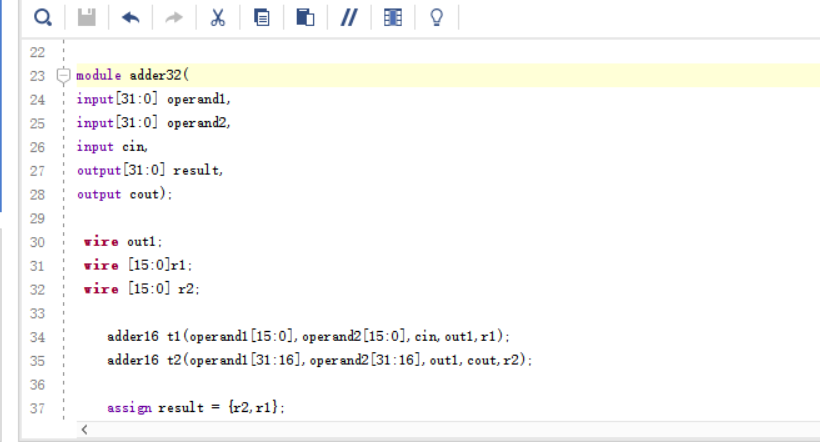 22
23 module adder32(
24 input[31:0] operand1,
25 input[31:0] operand2,
26 input cin,
27 output[31:0] result,
28 output cout);
29
30 wire out1;
31 wire [15:0]r1;
32 wire [15:0] r2;
33
34 adder16 t1(operand1[15:0],operand2[15:0],cin,out1,r1);
35 adder16 t2(operand1[31:16],operand2[31:16],out1,cout,r2);
36
37 assign result = {r2,r1};